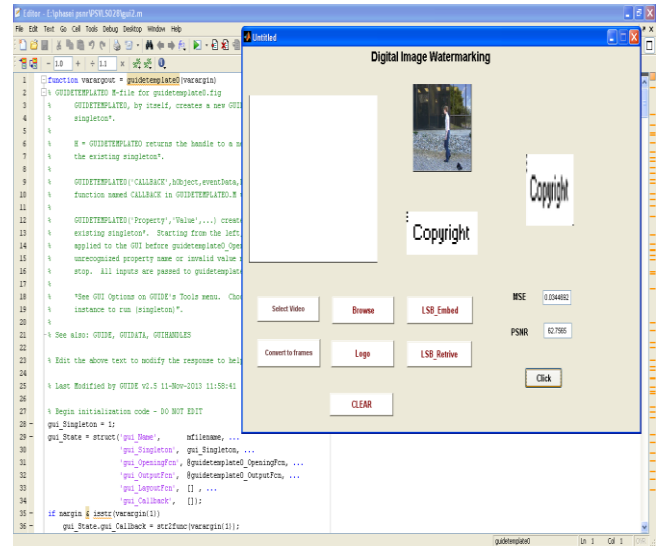 Editor - E:\phaseI psnr\PSVLSD28\gui2.m
File Edit Text Go Cell Tools Debug Desktop Window Help
- 1.0 + ÷ 1.1 ×
1 function varargout = guidetemplate0(varargin)
2 % GUIDETEMPLATE0 M-file for guidetemplate0.fig
3 % GUIDETEMPLATE0, by itself, creates a new GUID
4 % singleton*.
5 %
6 % H = GUIDETEMPLATE0 returns the handle to a ne
7 % the existing singleton*.
8 %
9 % GUIDETEMPLATE0('CALLBACK',hObject,eventData,h
10 % function named CALLBACK in GUIDETEMPLATE0.M w
11 %
12 % GUIDETEMPLATE0('Property','Value',...) create
13 % existing singleton*. Starting from the left,
14 % applied to the GUI before guidetemplate0_Open
15 % unrecognized property name or invalid value m
16 % stop. All inputs are passed to guidetemplate
17 %
18 % *See GUI Options on GUIDE's Tools menu. Choo
19 % instance to run (singleton)".
20 %
21 % See also: GUIDE, GUIDATA, GUIHANDLES
22
23 % Edit the above text to modify the response to help
24
25 % Last Modified by GUIDE v2.5 11-Nov-2013 11:58:41
26
27 % Begin initialization code - DO NOT EDIT
28 - gui_Singleton = 1;
29 - gui_State = struct('gui_Name', mfilename, ...
30 'gui_Singleton', gui_Singleton, ...
31 'gui_OpeningFcn', @guidetemplate0_OpeningFcn, ...
32 'gui_OutputFcn', @guidetemplate0_OutputFcn, ...
33 'gui_LayoutFcn', [] , ...
34 'gui_Callback', []);
35 - if nargin & isstr(varargin{1})
36 - gui_State.gui_Callback = str2func(varargin{1});
Untitled
Digital Image Watermarking
Copyright
Copyright
Select Video
Browse
LSB_Embed
MSE
0.0344692
Convert to frames
Logo
LSB_Retrive
PSNR
62.7565
Click
CLEAR
guidetemplate0 Ln 1 Col 1 OVR